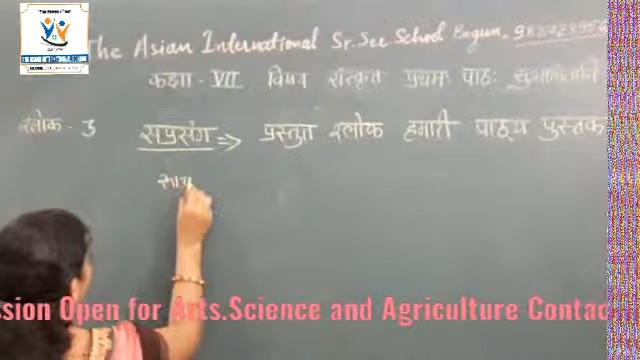 The Asian International Sr. Sec School Begun.
कक्षा - VII विषय संस्कृत प्रथमः पाठः सुभाषितानि
श्लोक - 3 सप्रसंग ⇒ प्रस्तुत श्लोक हमारी पाठ्य पुस्तक
ssion Open for Arts.Science and Agriculture Contac